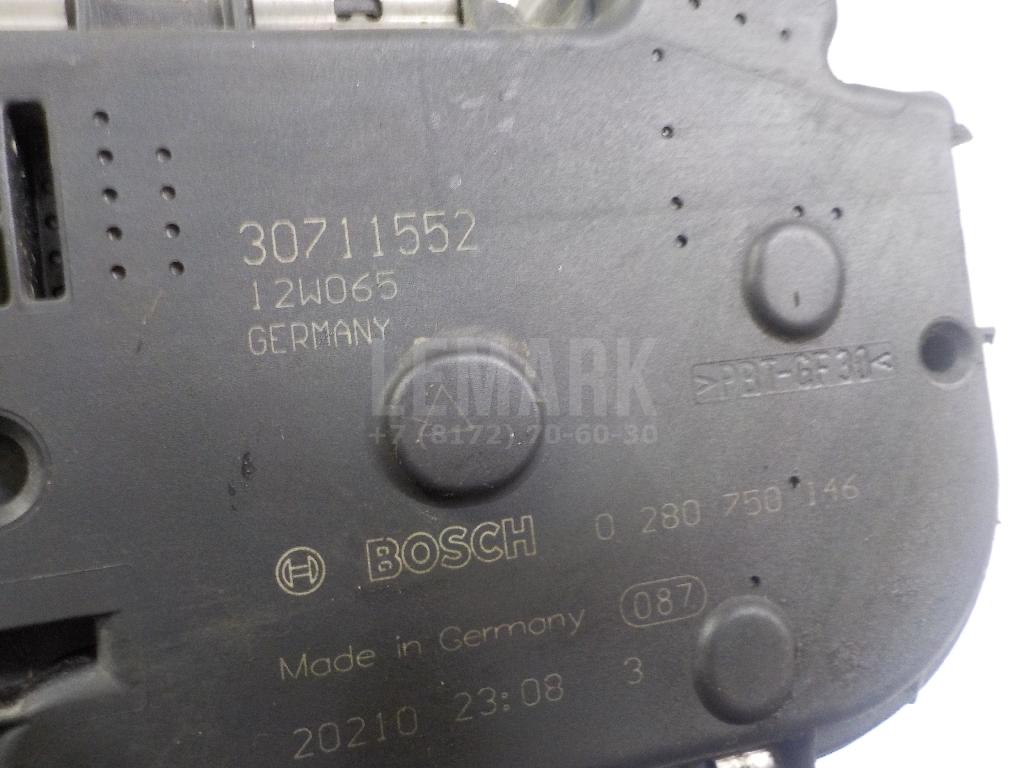 30711552
12W065
GERMANY
LEMARK
+7 (8172) 70-60-30
>PBT-GF30<
BOSCH 0 280 750 146
Made in Germany 087
20210 23:08 3